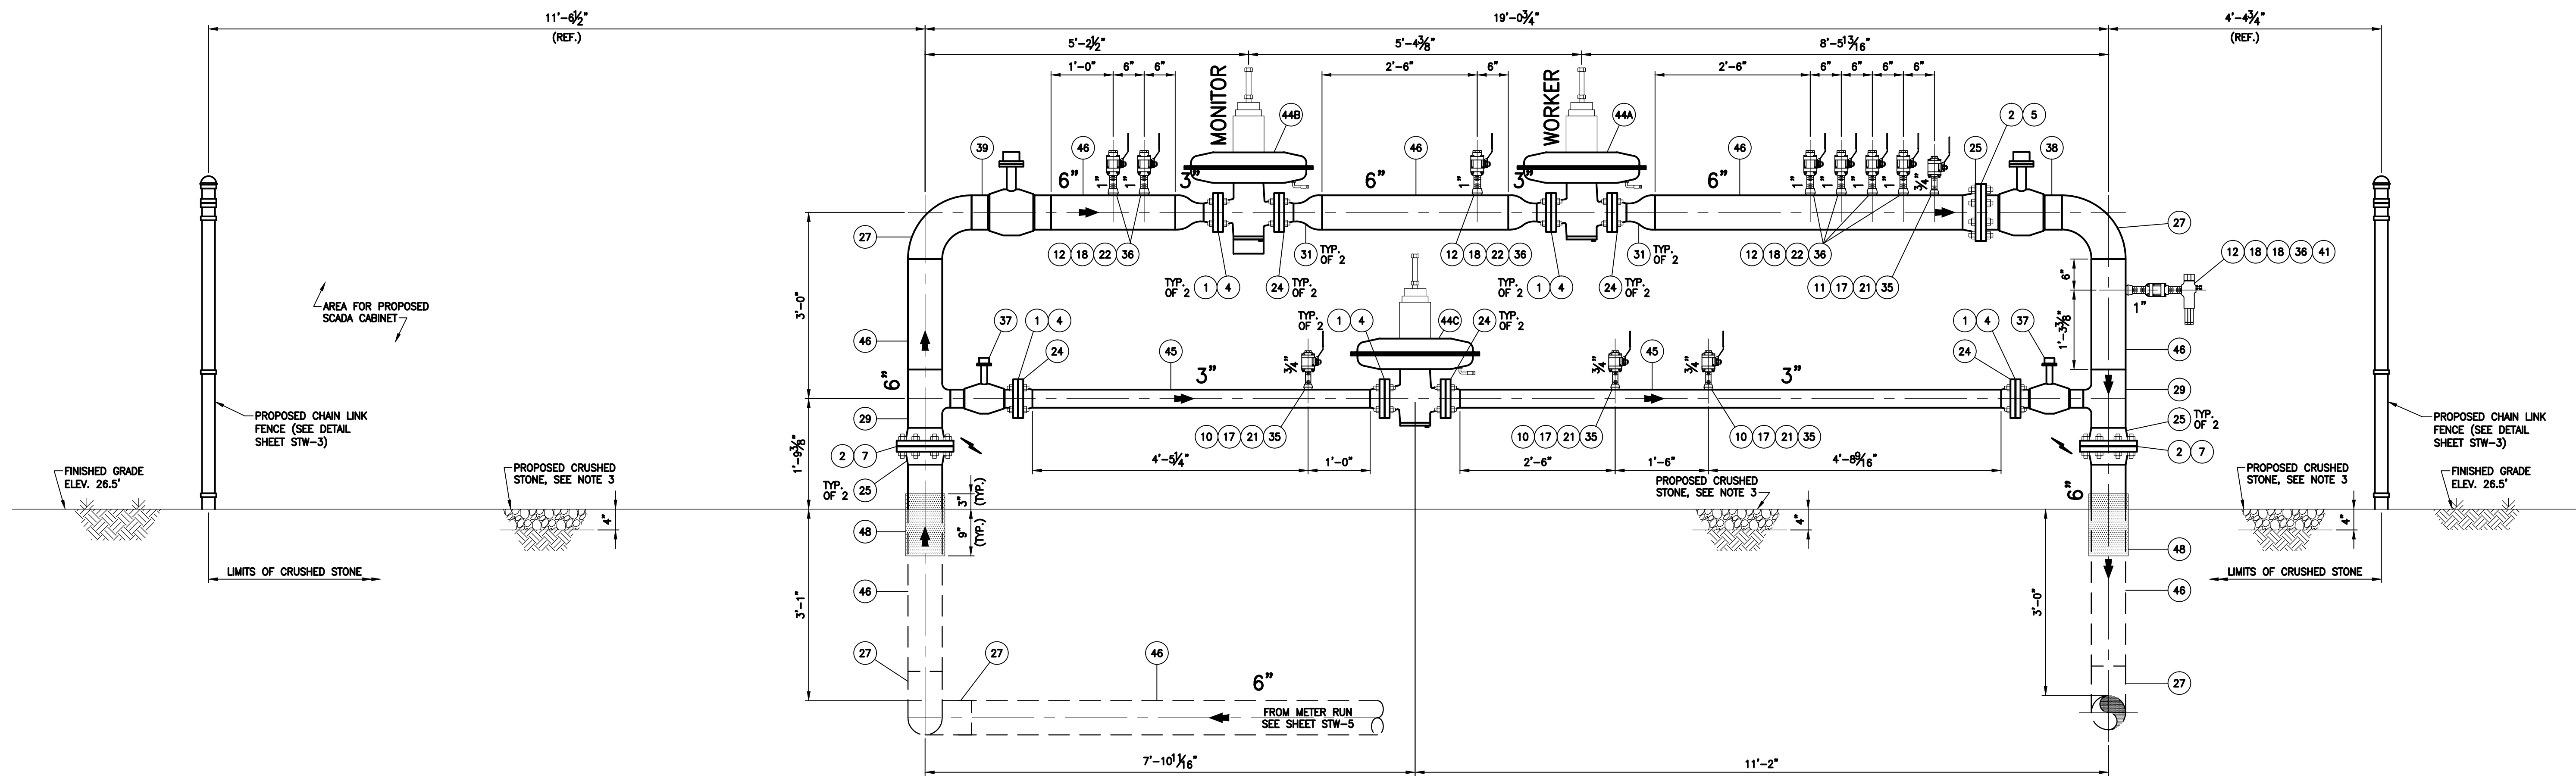 11'-6½"
(REF.)
19'-0¾"
4'-4¾"
(REF.)
5'-2½"
5'-4⅜"
8'-5 13/16"
1'-0"
6"
6"
2'-6"
6"
2'-6"
6"
6"
6"
6"
MONITOR
WORKER
44B
44A
2
5
39
46
46
46
25
38
6"
1"
1"
3"
6"
1"
3"
6"
1"
1"
1"
1"
¾"
27
27
12
18
22
36
31
TYP.
OF 2
12
18
22
36
31
TYP.
OF 2
12
18
22
36
12
18
18
36
41
TYP.
OF 2
1
4
24
TYP.
OF 2
TYP.
OF 2
1
4
24
TYP.
OF 2
11
17
21
35
6"
1"
AREA FOR PROPOSED
SCADA CABINET
3'-0"
37
1
4
TYP.
OF 2
1
4
44C
24
TYP.
OF 2
1
4
37
1'-3⅜"
46
24
45
¾"
¾"
45
¾"
24
46
6"
3"
3"
29
29
PROPOSED CHAIN LINK
FENCE (SEE DETAIL
SHEET STW-3)
PROPOSED CHAIN LINK
FENCE (SEE DETAIL
SHEET STW-3)
10
17
21
35
10
17
21
35
10
17
21
35
25
TYP.
OF 2
1'-9⅜"
2
7
2
7
4'-5¼"
1'-0"
2'-6"
1'-6"
4'-8 9/16"
FINISHED GRADE
ELEV. 26.5'
PROPOSED CRUSHED
STONE, SEE NOTE 3
TYP.
OF 2
25
3"
(TYP.)
PROPOSED CRUSHED
STONE, SEE NOTE 3
6"
PROPOSED CRUSHED
STONE, SEE NOTE 3
FINISHED GRADE
ELEV. 26.5'
4"
48
9"
(TYP.)
4"
48
4"
LIMITS OF CRUSHED STONE
LIMITS OF CRUSHED STONE
46
46
3'-1"
3'-0"
27
27
46
27
6"
FROM METER RUN
SEE SHEET STW-5
7'-10 11/16"
11'-2"